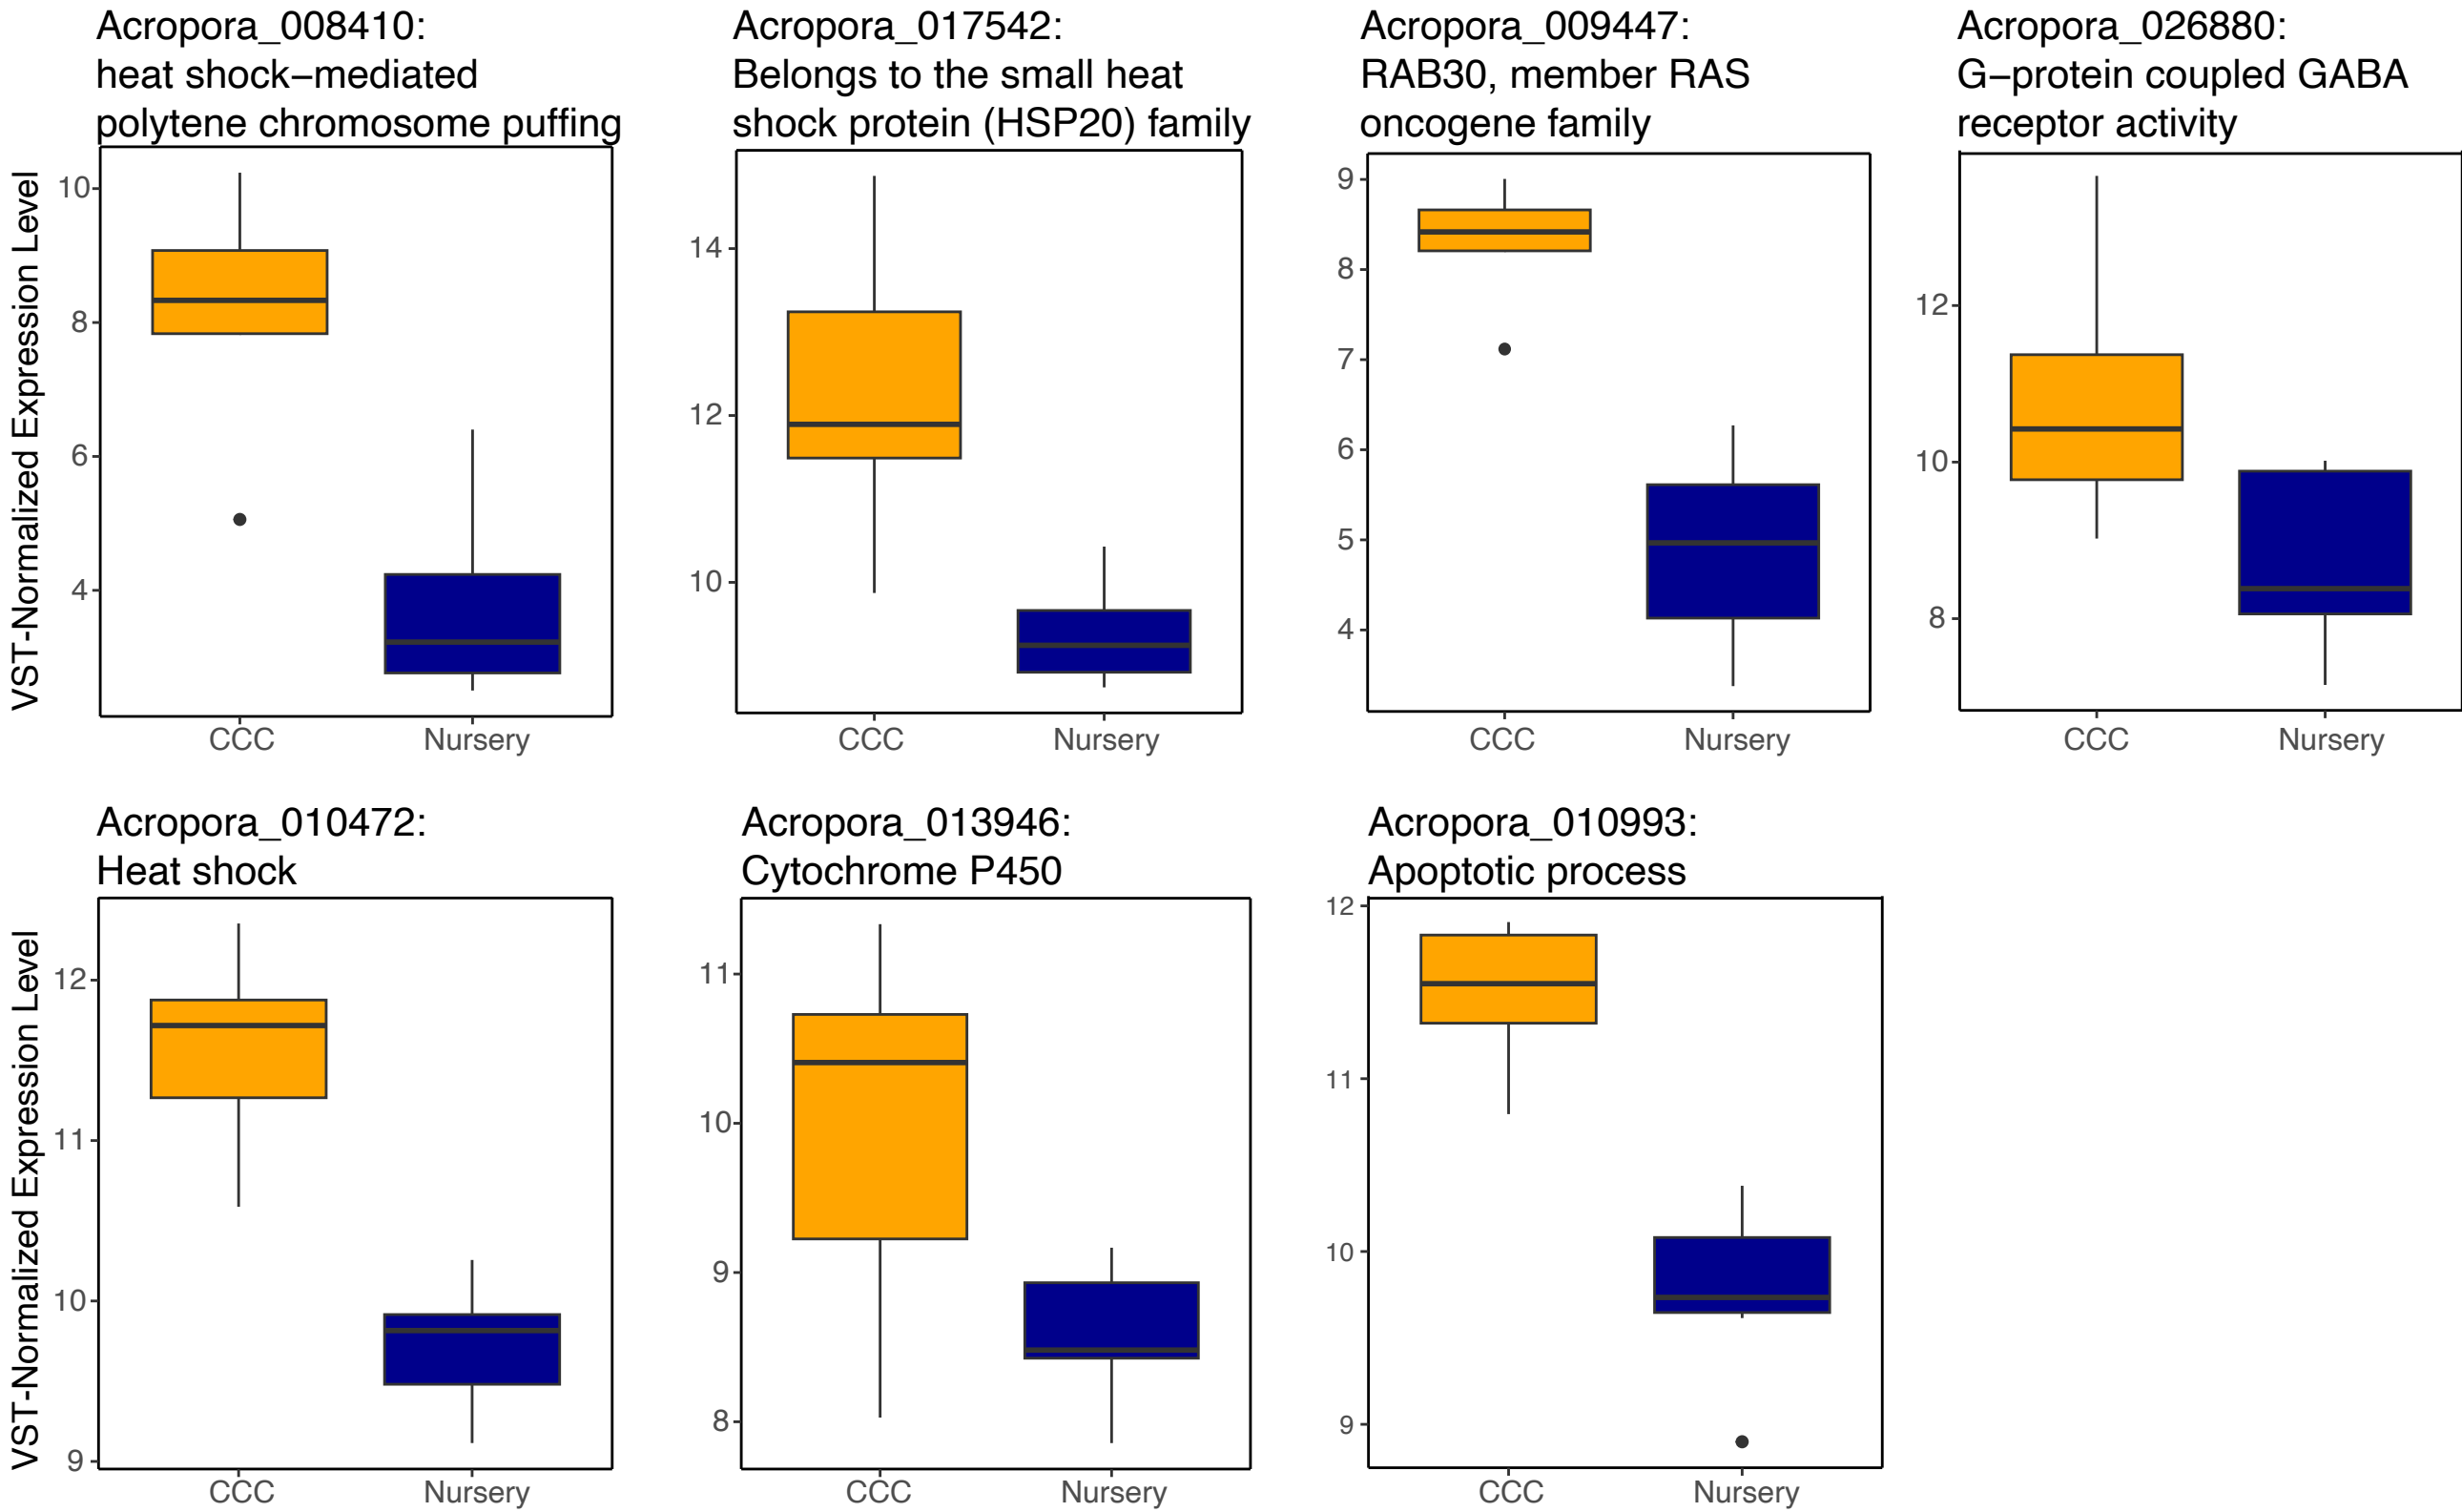 Acropora_008410:
heat shock−mediated
polytene chromosome puffing
VST-Normalized Expression Level
10
8
6
4
CCC
Nursery
Acropora_017542:
Belongs to the small heat
shock protein (HSP20) family
14
12
10
CCC
Nursery
Acropora_009447:
RAB30, member RAS
oncogene family
9
8
7
6
5
4
CCC
Nursery
Acropora_026880:
G−protein coupled GABA
receptor activity
12
10
8
CCC
Nursery
Acropora_010472:
Heat shock
VST-Normalized Expression Level
12
11
10
9
CCC
Nursery
Acropora_013946:
Cytochrome P450
11
10
9
8
CCC
Nursery
Acropora_010993:
Apoptotic process
12
11
10
9
CCC
Nursery